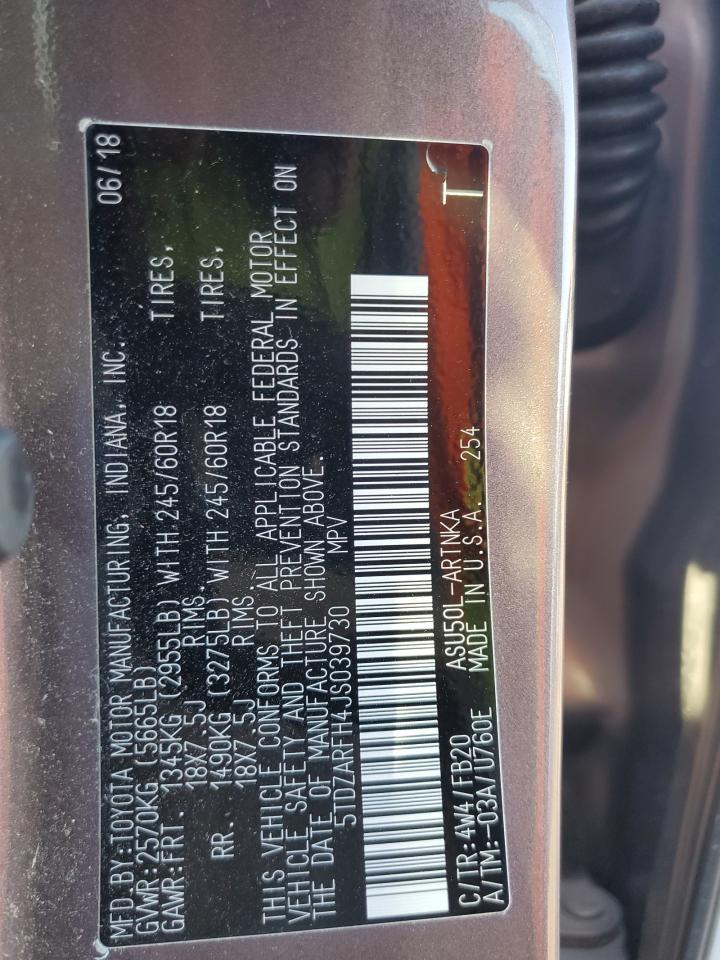 MFD.BY:TOYOTA MOTOR MANUFACTURING, INDIANA, INC. 06/18
GVWR:2570KG (5665LB)
GAWR:FRT. 1345KG (2955LB) WITH 245/60R18 TIRES,
18X7.5J RIMS.
RR. 1490KG (3275LB) WITH 245/60R18 TIRES,
18X7.5J RIMS
THIS VEHICLE CONFORMS TO ALL APPLICABLE FEDERAL MOTOR
VEHICLE SAFETY AND THEFT PREVENTION STANDARDS IN EFFECT ON
THE DATE OF MANUFACTURE SHOWN ABOVE.
5TDZARFH4JS039730 MPV
C/TR:4W4/FB20 ASU50L-ARTNKA T
A/TM:-03A/U760E MADE IN U.S.A. 254